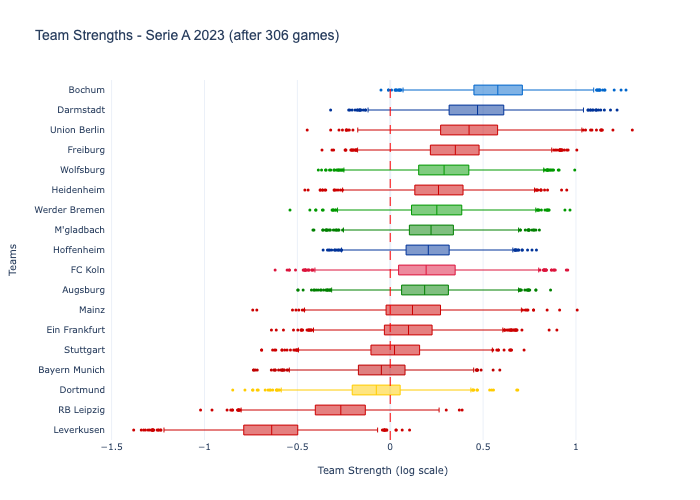 Team Strengths - Serie A 2023 (after 306 games)
Bochum
Darmstadt
Union Berlin
Freiburg
Wolfsburg
Heidenheim
Werder Bremen
M'gladbach
Hoffenheim
FC Koln
Augsburg
Mainz
Ein Frankfurt
Stuttgart
Bayern Munich
Dortmund
RB Leipzig
Leverkusen
Teams
−1.5 −1 −0.5 0 0.5 1
Team Strength (log scale)